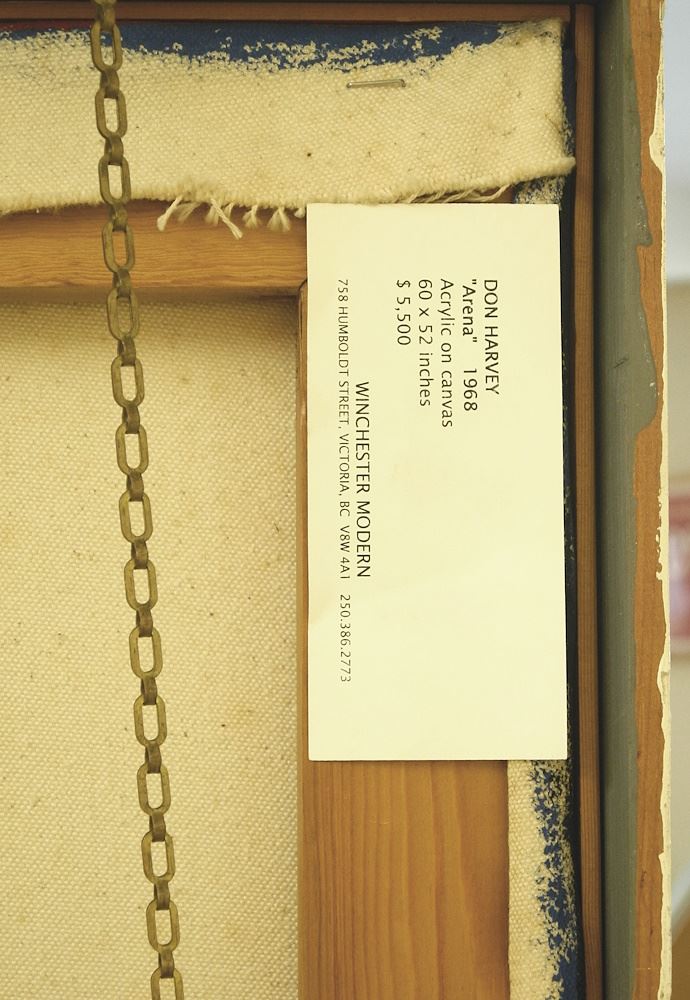 DON HARVEY
"Arena" 1968
Acrylic on canvas
60 x 52 inches
$ 5,500
WINCHESTER MODERN
758 HUMBOLDT STREET, VICTORIA, BC V8W 4A1 250.386.2773